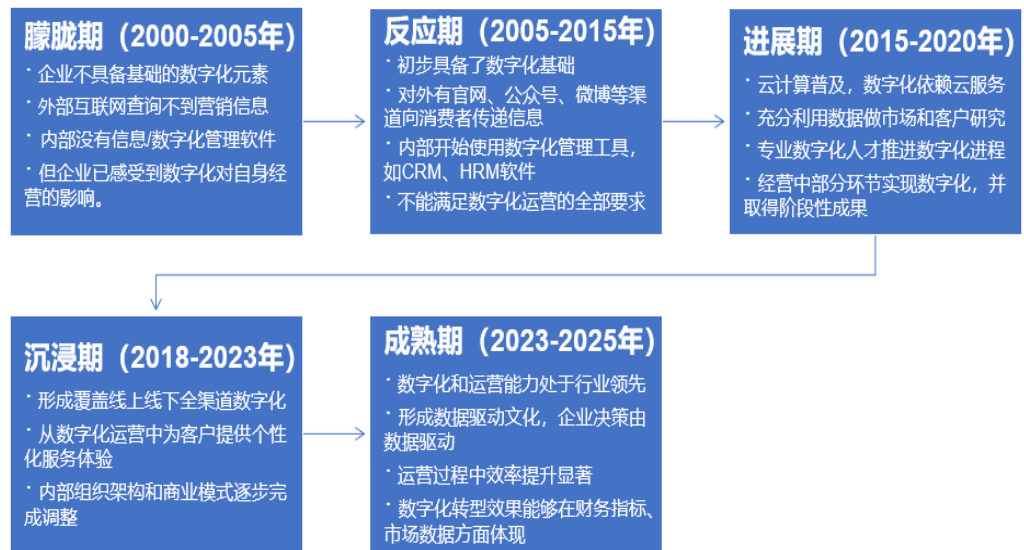 朦胧期（2000-2005年）
· 企业不具备基础的数字化元素
· 外部互联网查询不到营销信息
· 内部没有信息/数字化管理软件
· 但企业已感受到数字化对自身经
营的影响。
反应期（2005-2015年）
· 初步具备了数字化基础
· 对外有官网、公众号、微博等渠
道向消费者传递信息
· 内部开始使用数字化管理工具，
如CRM、HRM软件
· 不能满足数字化运营的全部要求
进展期（2015-2020年）
· 云计算普及，数字化依赖云服务
· 充分利用数据做市场和客户研究
· 专业数字化人才推进数字化进程
· 经营中部分环节实现数字化，并
取得阶段性成果
沉浸期（2018-2023年）
· 形成覆盖线上线下全渠道数字化
· 从数字化运营中为客户提供个性
化服务体验
· 内部组织架构和商业模式逐步完
成调整
成熟期（2023-2025年）
· 数字化和运营能力处于行业领先
· 形成数据驱动文化，企业决策由
数据驱动
· 运营过程中效率提升显著
· 数字化转型效果能够在财务指标、
市场数据方面体现